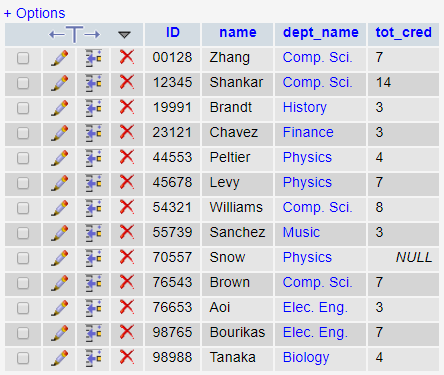 + Options
ID name dept_name tot_cred
00128 Zhang Comp. Sci. 7
12345 Shankar Comp. Sci. 14
19991 Brandt History 3
23121 Chavez Finance 3
44553 Peltier Physics 4
45678 Levy Physics 7
54321 Williams Comp. Sci. 8
55739 Sanchez Music 3
70557 Snow Physics NULL
76543 Brown Comp. Sci. 7
76653 Aoi Elec. Eng. 3
98765 Bourikas Elec. Eng. 7
98988 Tanaka Biology 4